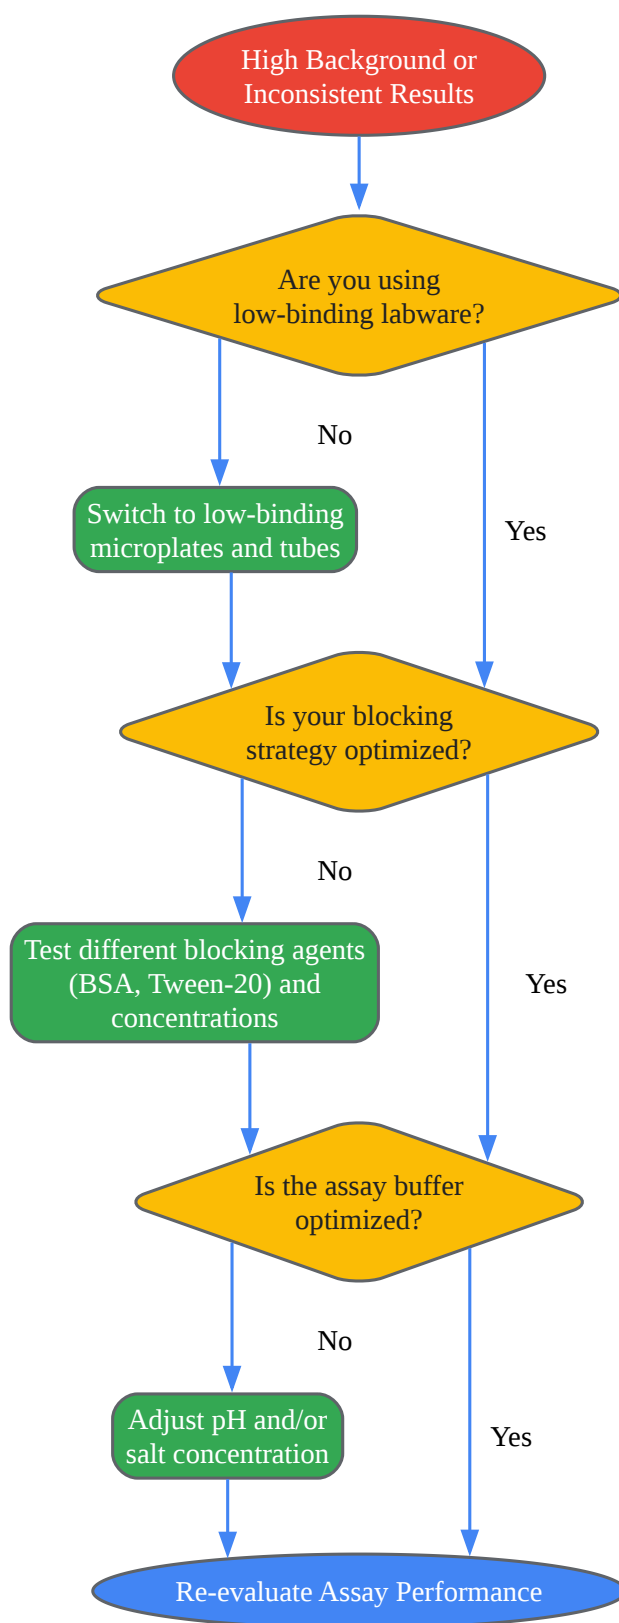 High Background or
Inconsistent Results
Are you using
low-binding labware?
No
Switch to low-binding
microplates and tubes
Yes
Is your blocking
strategy optimized?
No
Test different blocking agents
(BSA, Tween-20) and
concentrations
Yes
Is the assay buffer
optimized?
No
Adjust pH and/or
salt concentration
Yes
Re-evaluate Assay Performance